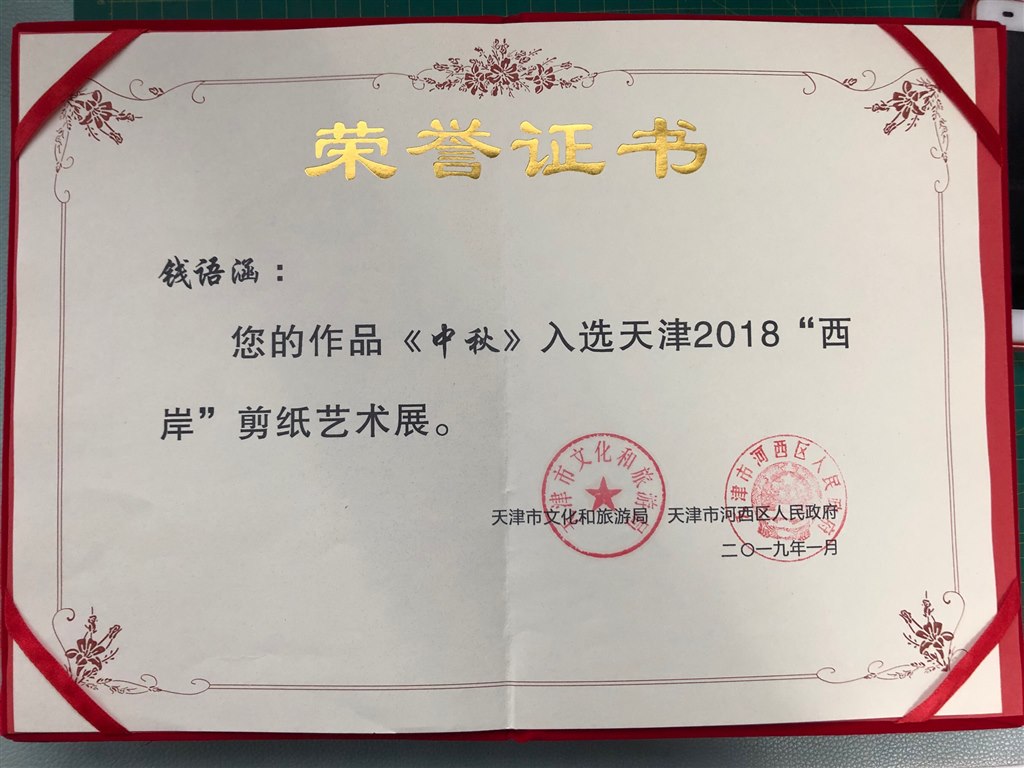 荣誉证书
钱语涵：
您的作品《中秋》入选天津2018“西
岸”剪纸艺术展。
天津市文化和旅游局 天津市河西区人民政府
二〇一九年一月
天津市文化和旅游局
天津市河西区人民政府